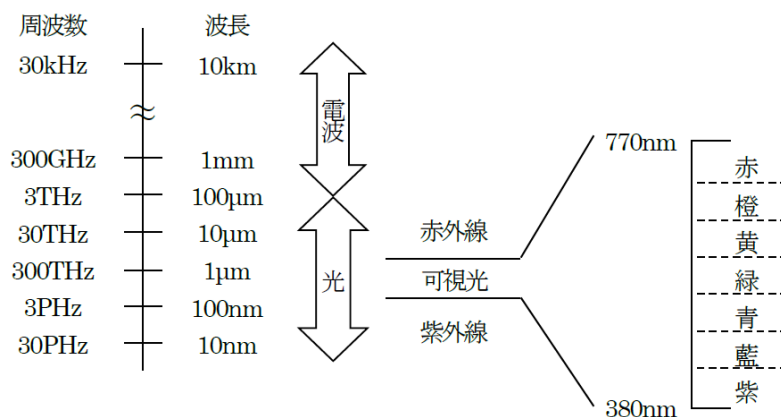 周波数 波長
30kHz 10km
電波
300GHz 1mm
3THz 100µm
30THz 10µm
300THz 1µm
3PHz 100nm
30PHz 10nm
光
赤外線
可視光
紫外線
770nm
赤
橙
黄
緑
青
藍
紫
380nm